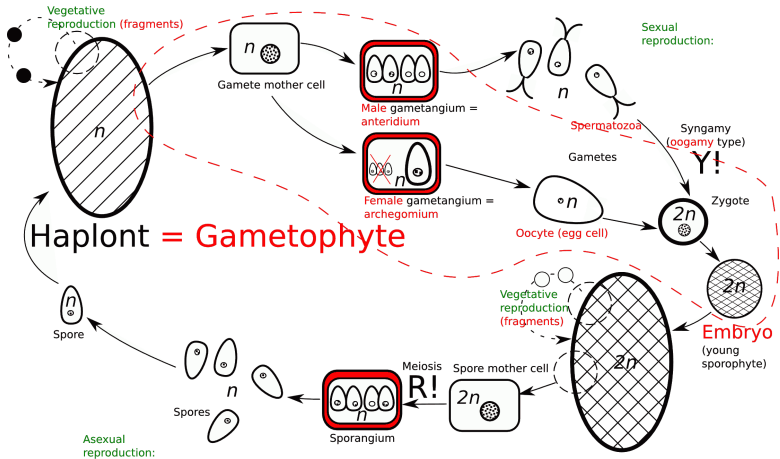 Vegetative
reproduction (fragments)
n
n
Gamete mother cell
n
Male gametangium =
anteridium
n
Female gametangium =
archegomium
Sexual
reproduction:
n
Spermatozoa
Gametes
Syngamy
(oogamy type)
Y!
n
Oocyte (egg cell)
2n
Zygote
Haplont = Gametophyte
2n
Embryo
(young
sporophyte)
Vegetative
reproduction
(fragments)
2n
Spore mother cell
2n
Meiosis
R!
n
Sporangium
n
Spores
n
Spore
Asexual
reproduction: